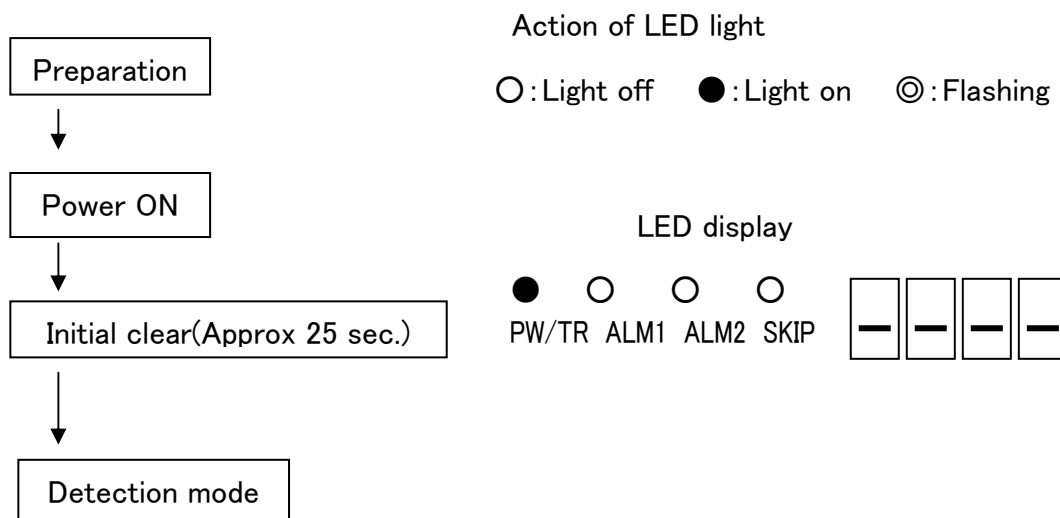 Action of LED light
Preparation
○:Light off ●:Light on ◎:Flashing
Power ON
LED display
● ○ ○ ○
Initial clear(Approx 25 sec.)
PW/TR ALM1 ALM2 SKIP
- - - -
Detection mode